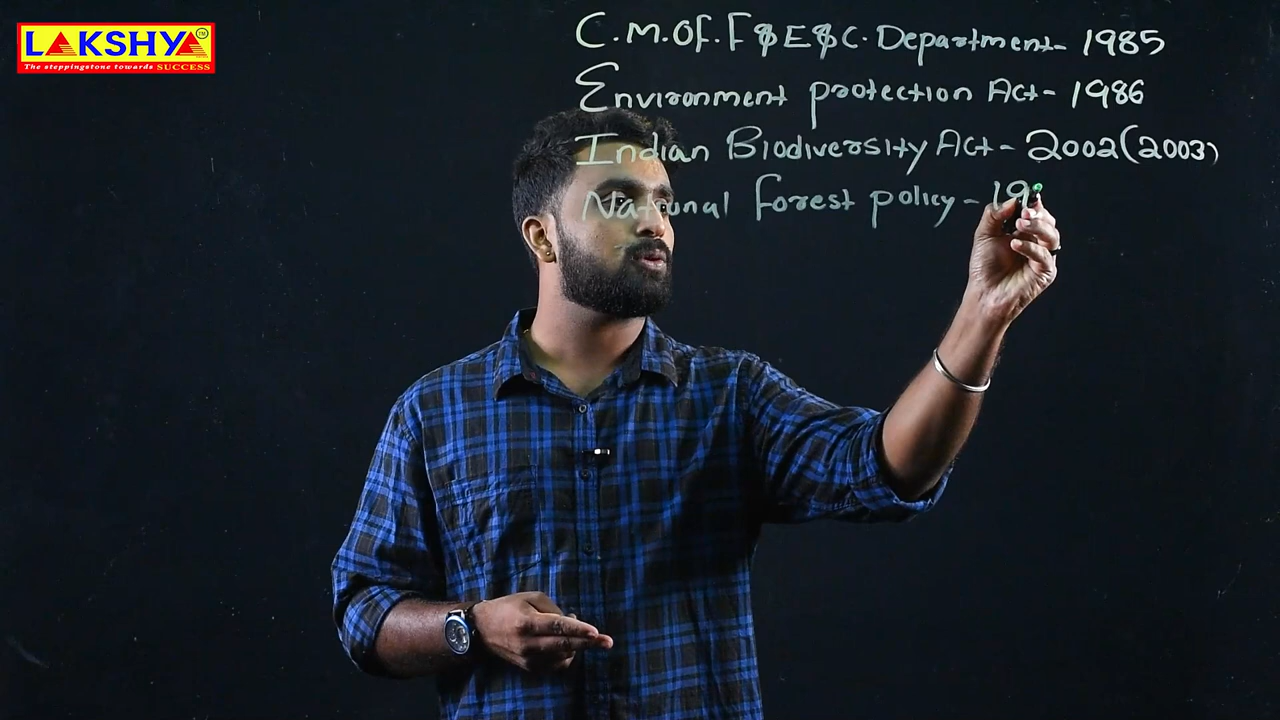 LAKSHYA TM
The steppingstone towards SUCCESS
C.M.Of.F&E&C.Department- 1985
Environment protection Act- 1986
Indian Biodiversity Act- 2002(2003)
National forest policy- 19